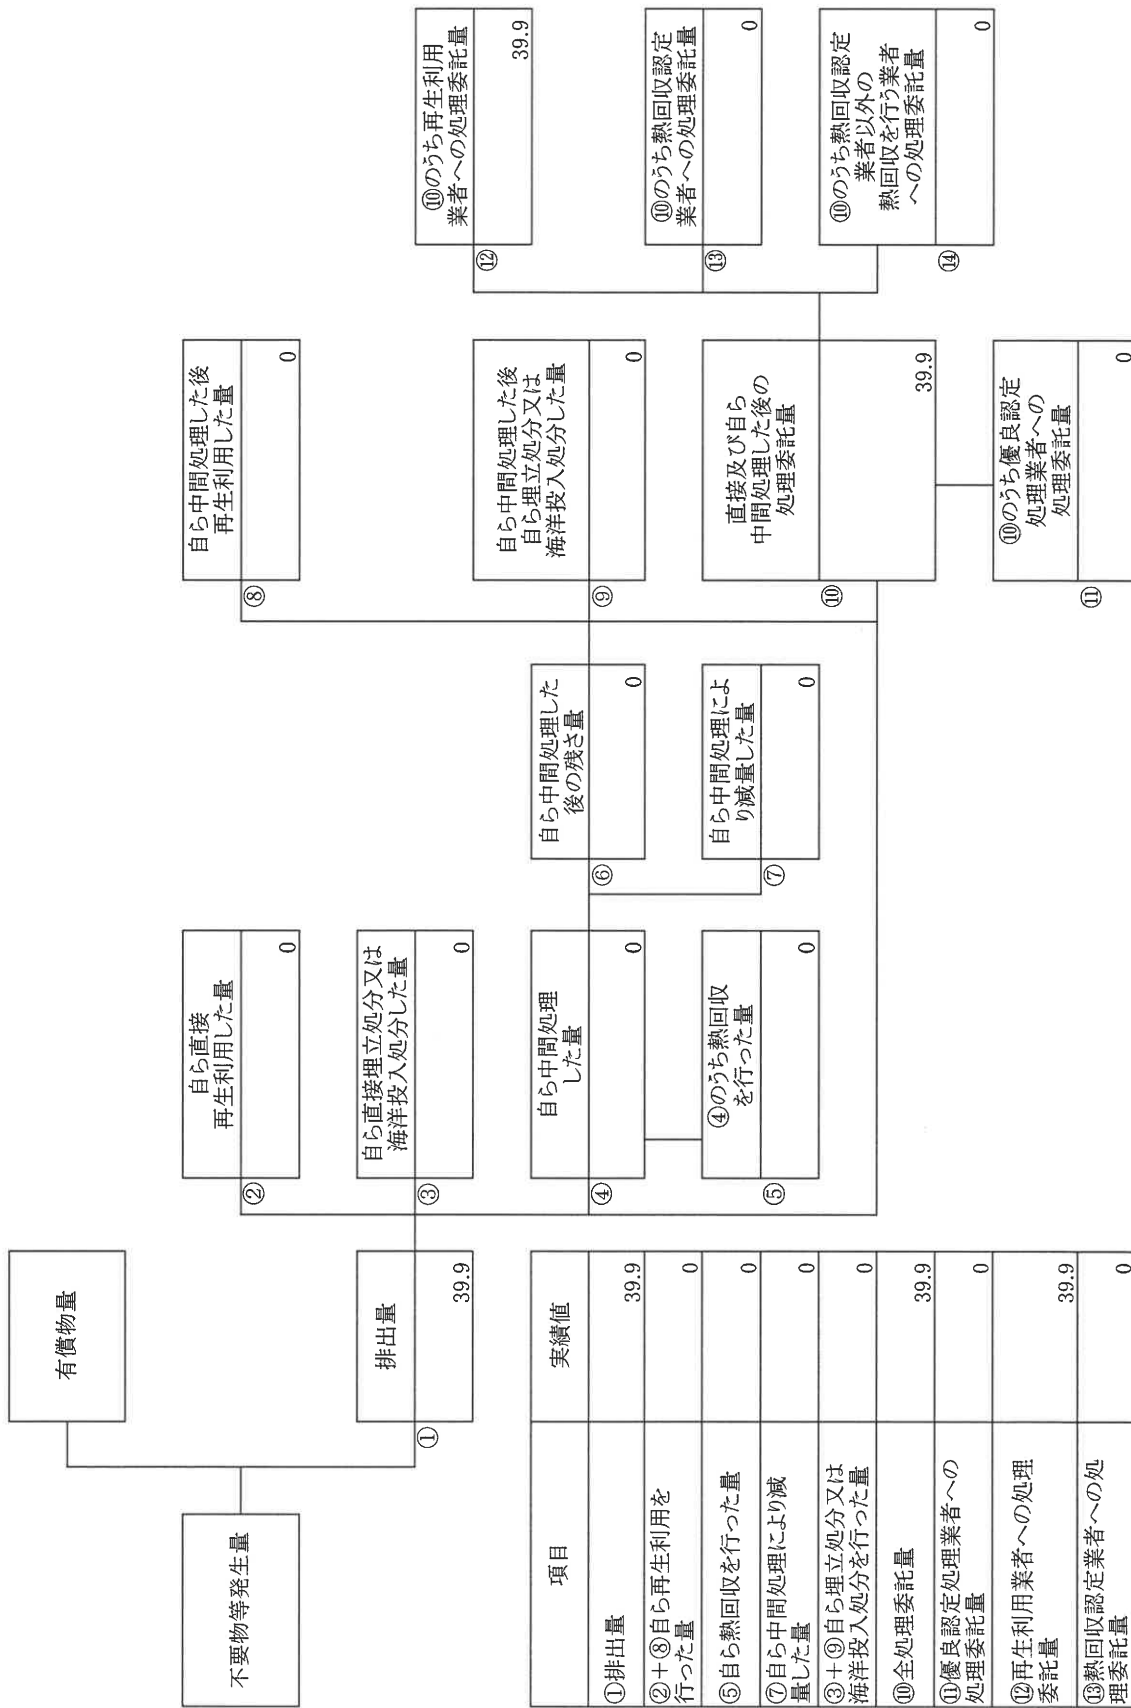 不要物等発生量
有償物量
排出量
①
39.9
自ら直接
再生利用した量
②
0
自ら直接埋立処分又は
海洋投入処分した量
③
0
自ら中間処理
した量
④
0
④のうち熱回収
を行った量
⑤
0
自ら中間処理した
後の残さ量
⑥
0
自ら中間処理によ
り減量した量
⑦
0
自ら中間処理した後
再生利用した量
⑧
0
自ら中間処理した後
自ら埋立処分又は
海洋投入処分した量
⑨
0
直接及び自ら
中間処理した後の
処理委託量
⑩
39.9
⑩のうち優良認定
処理業者への
処理委託量
⑪
0
⑩のうち再生利用
業者への処理委託量
⑫
39.9
⑩のうち熱回収認定
業者への処理委託量
⑬
0
⑩のうち熱回収認定
業者以外の
熱回収を行う業者
への処理委託量
⑭
0
項目 実績値
①排出量 39.9
②+⑧自ら再生利用を
行った量 0
⑤自ら熱回収を行った量 0
⑦自ら中間処理により減
量した量 0
③+⑨自ら埋立処分又は
海洋投入処分を行った量 0
⑩全処理委託量 39.9
⑪優良認定処理業者への
処理委託量 0
⑫再生利用業者への処理
委託量 39.9
⑬熱回収認定業者への処
理委託量 0